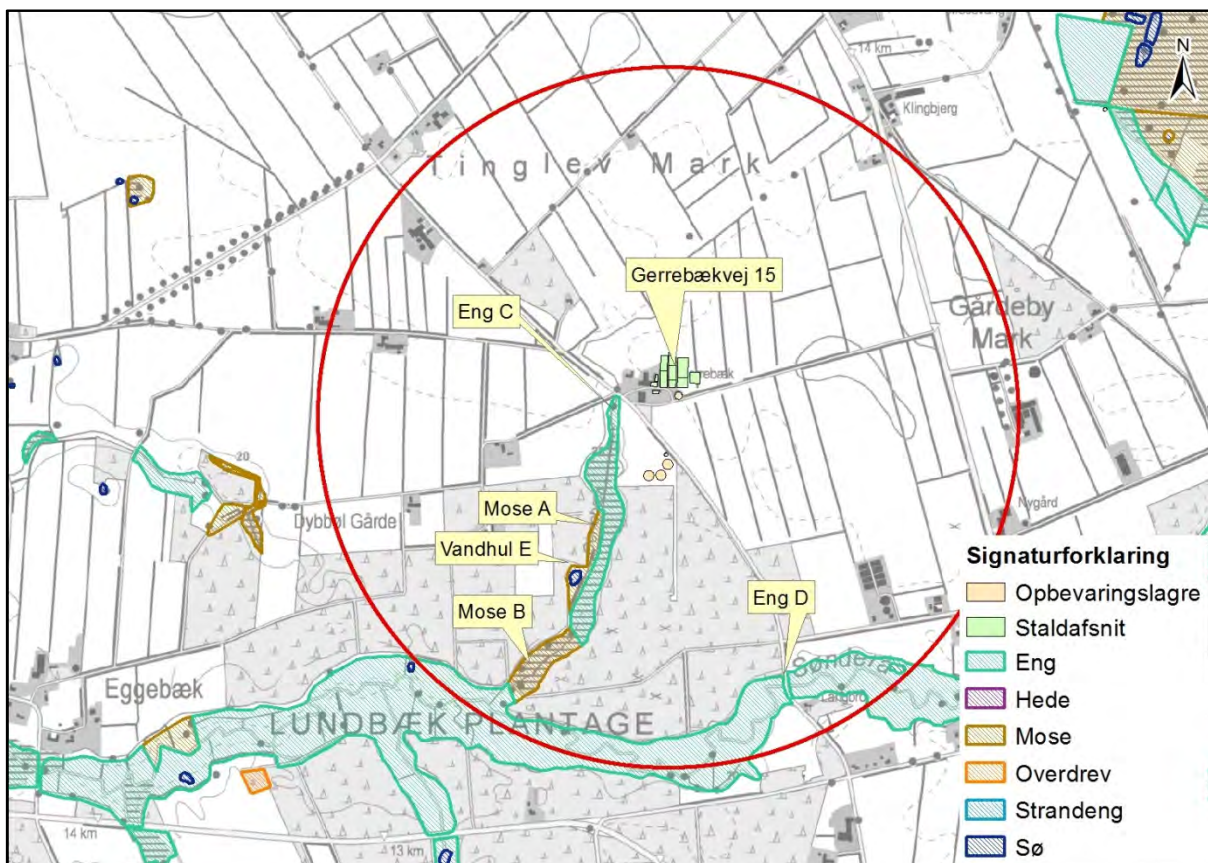 14 km
N
Klingbjerg
Tinglev Mark
Gerrebækvej 15
Eng C
Gårdeby
Mark
20
Mose A
Dybbøl Gårde
Nygård
Vandhul E
Mose B
Eng D
Eggebæk
LUNDBÆK PLANTAGE
14 km
13 km
Signaturforklaring
Opbevaringslagre
Staldafsnit
Eng
Hede
Mose
Overdrev
Strandeng
Sø